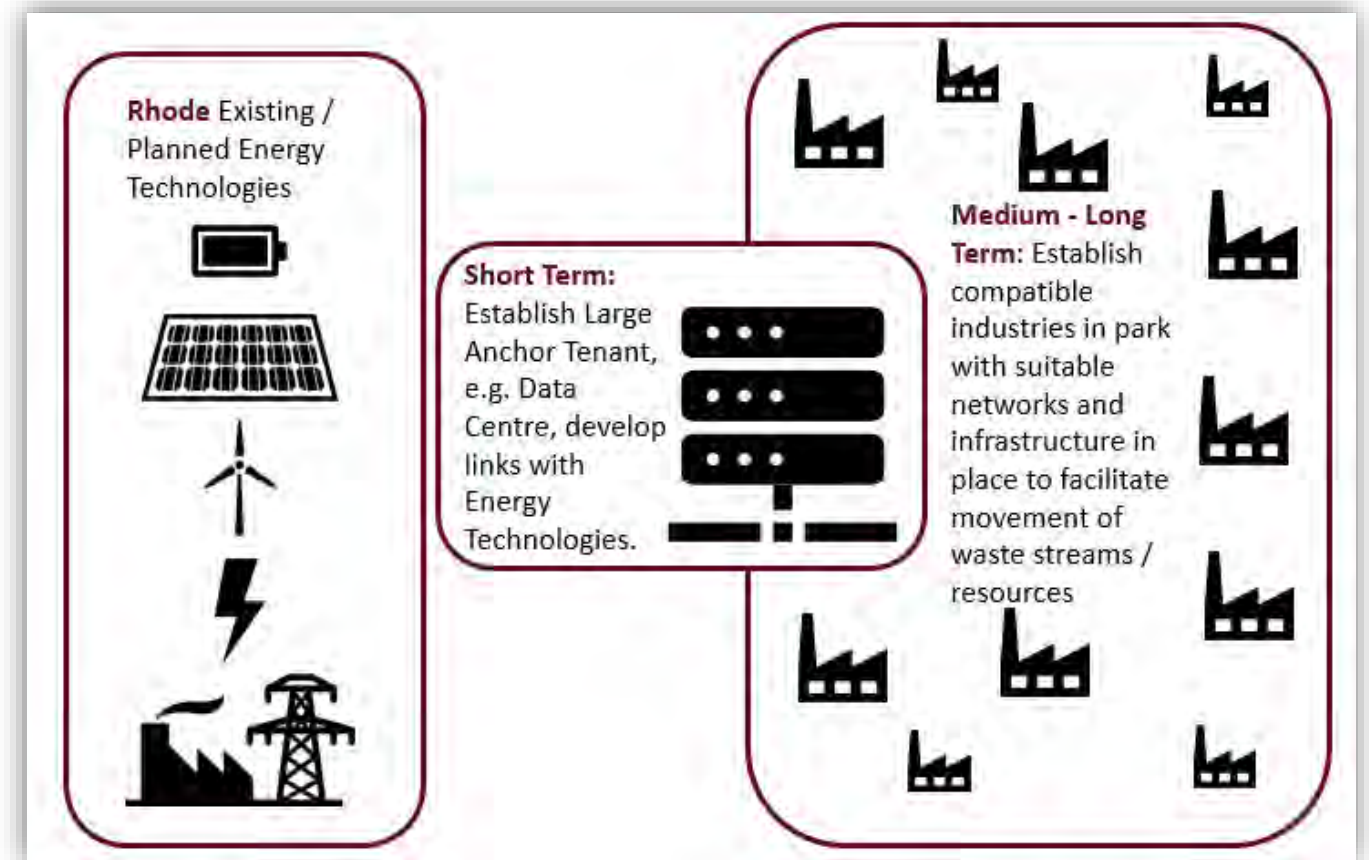 Rhode Existing /
Planned Energy
Technologies
Short Term:
Establish Large
Anchor Tenant,
e.g. Data
Centre, develop
links with
Energy
Technologies.
Medium - Long
Term: Establish
compatible
industries in park
with suitable
networks and
infrastructure in
place to facilitate
movement of
waste streams /
resources